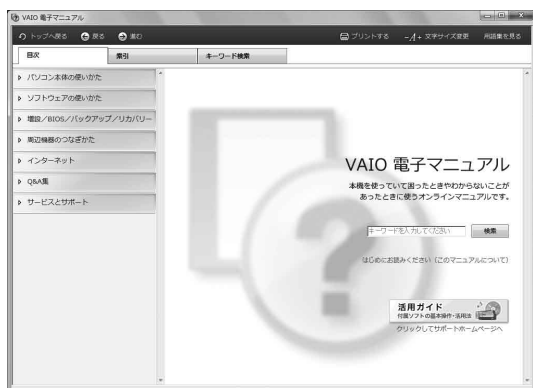 VAIO 電子マニュアル
トップへ戻る 戻る 進む プリントする -A+ 文字サイズ変更 用語集を見る
目次 索引 キーワード検索
パソコン本体の使いかた
ソフトウェアの使いかた
増設／BIOS／バックアップ／リカバリー
周辺機器のつなぎかた
インターネット
Q&A集
サービスとサポート
VAIO 電子マニュアル
本機を使っていて困ったときやわからないことが
あったときに使うオンラインマニュアルです。
キーワードを入力してください 検索
はじめにお読みください（このマニュアルについて）
活用ガイド
付属ソフトの基本操作・活用法
クリックしてサポートホームページへ